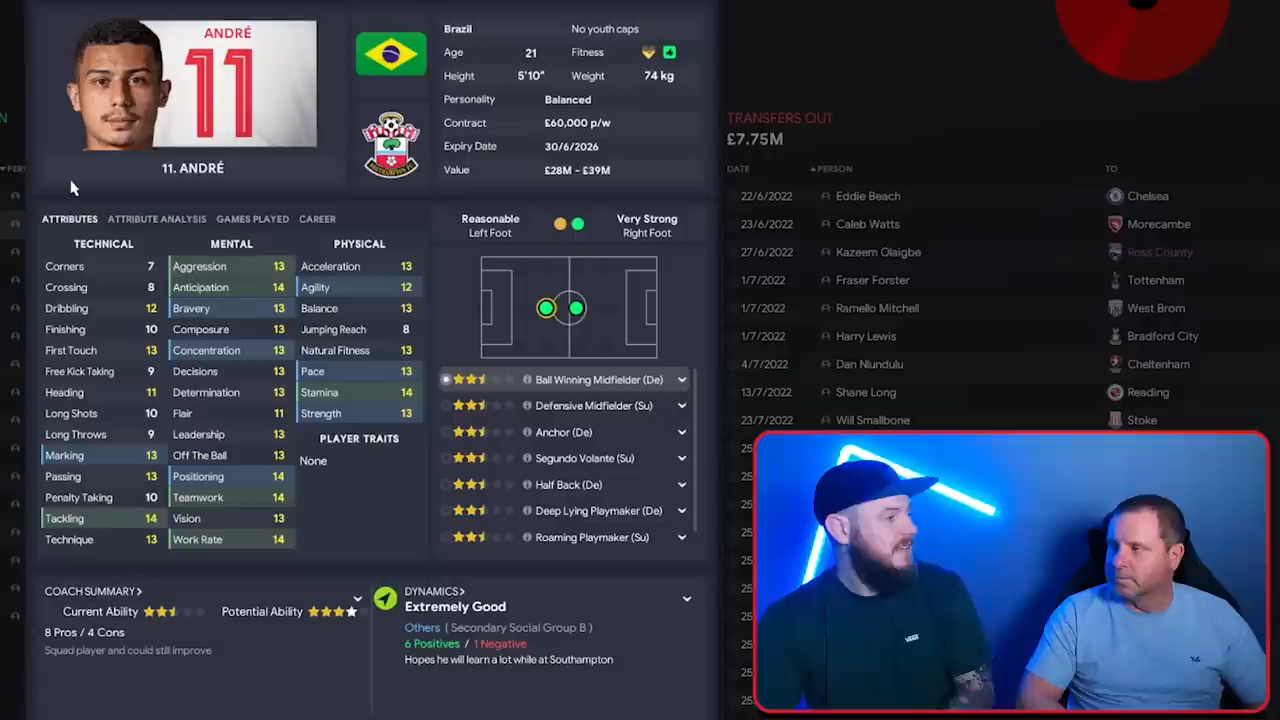 ANDRÉ
11
11. ANDRÉ
Brazil No youth caps
Age 21 Fitness
Height 5'10" Weight 74 kg
Personality Balanced
Contract £60,000 p/w
Expiry Date 30/6/2026
Value £28M - £39M
ATTRIBUTES ATTRIBUTE ANALYSIS GAMES PLAYED CAREER
TECHNICAL MENTAL PHYSICAL
Corners 7 Aggression 13 Acceleration 13
Crossing 8 Anticipation 14 Agility 12
Dribbling 12 Bravery 13 Balance 13
Finishing 10 Composure 13 Jumping Reach 8
First Touch 13 Concentration 13 Natural Fitness 13
Free Kick Taking 9 Decisions 13 Pace 13
Heading 11 Determination 13 Stamina 14
Long Shots 10 Flair 11 Strength 13
Long Throws 9 Leadership 13
PLAYER TRAITS
Marking 13 Off The Ball 13
None
Passing 13 Positioning 14
Penalty Taking 10 Teamwork 14
Tackling 14 Vision 13
Technique 13 Work Rate 14
Reasonable Very Strong
Left Foot Right Foot
Ball Winning Midfielder (De)
Defensive Midfielder (Su)
Anchor (De)
Segundo Volante (Su)
Half Back (De)
Deep Lying Playmaker (De)
Roaming Playmaker (Su)
COACH SUMMARY>
Current Ability Potential Ability
8 Pros / 4 Cons
Squad player and could still improve
DYNAMICS>
Extremely Good
Others ( Secondary Social Group B )
6 Positives / 1 Negative
Hopes he will learn a lot while at Southampton
TRANSFERS OUT
£7.75M
DATE PERSON TO
22/6/2022 Eddie Beach Chelsea
23/6/2022 Caleb Watts Morecambe
27/6/2022 Kazeem Olaigbe Ross County
1/7/2022 Fraser Forster Tottenham
1/7/2022 Ramello Mitchell West Brom
1/7/2022 Harry Lewis Bradford City
4/7/2022 Dan Nlundulu Cheltenham
13/7/2022 Shane Long Reading
23/7/2022 Will Smallbone Stoke
VANS